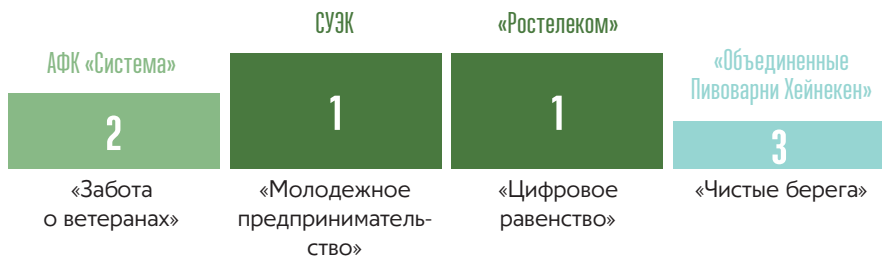 АФК «Система»
2
«Забота
о ветеранах»
СУЭК
1
«Молодежное
предприниматель-
ство»
«Ростелеком»
1
«Цифровое
равенство»
«Объединенные
Пивоварни Хейнекен»
3
«Чистые берега»